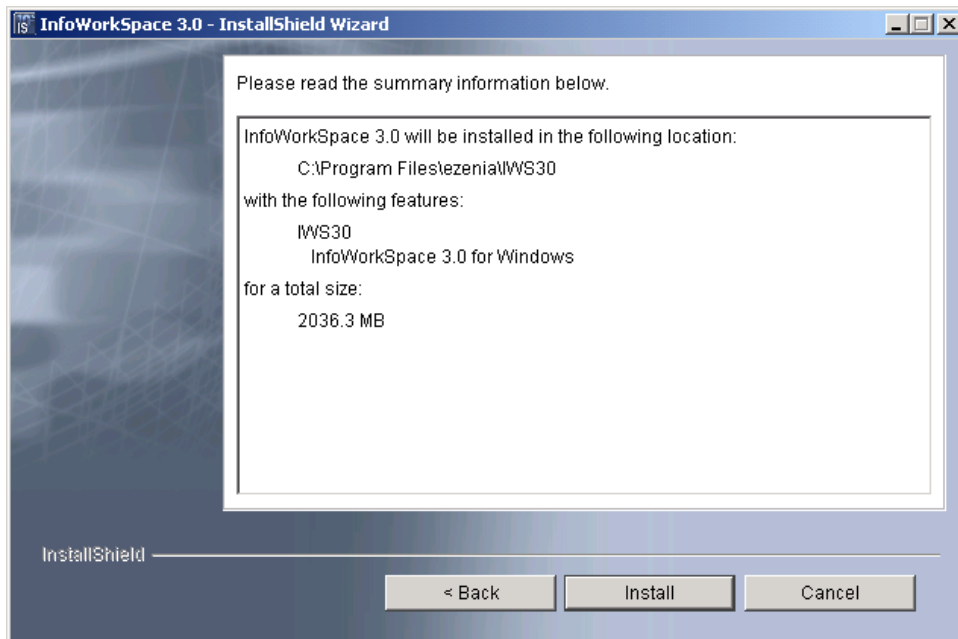 InfoWorkSpace 3.0 - InstallShield Wizard
Please read the summary information below.
InfoWorkSpace 3.0 will be installed in the following location:
C:\Program Files\ezenia\IWS30
with the following features:
IWS30
InfoWorkSpace 3.0 for Windows
for a total size:
2036.3 MB
InstallShield
< Back
Install
Cancel